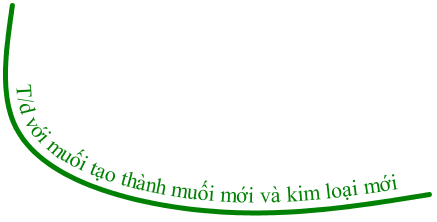 T/d với muối tạo thành muối mới và kim loại mới